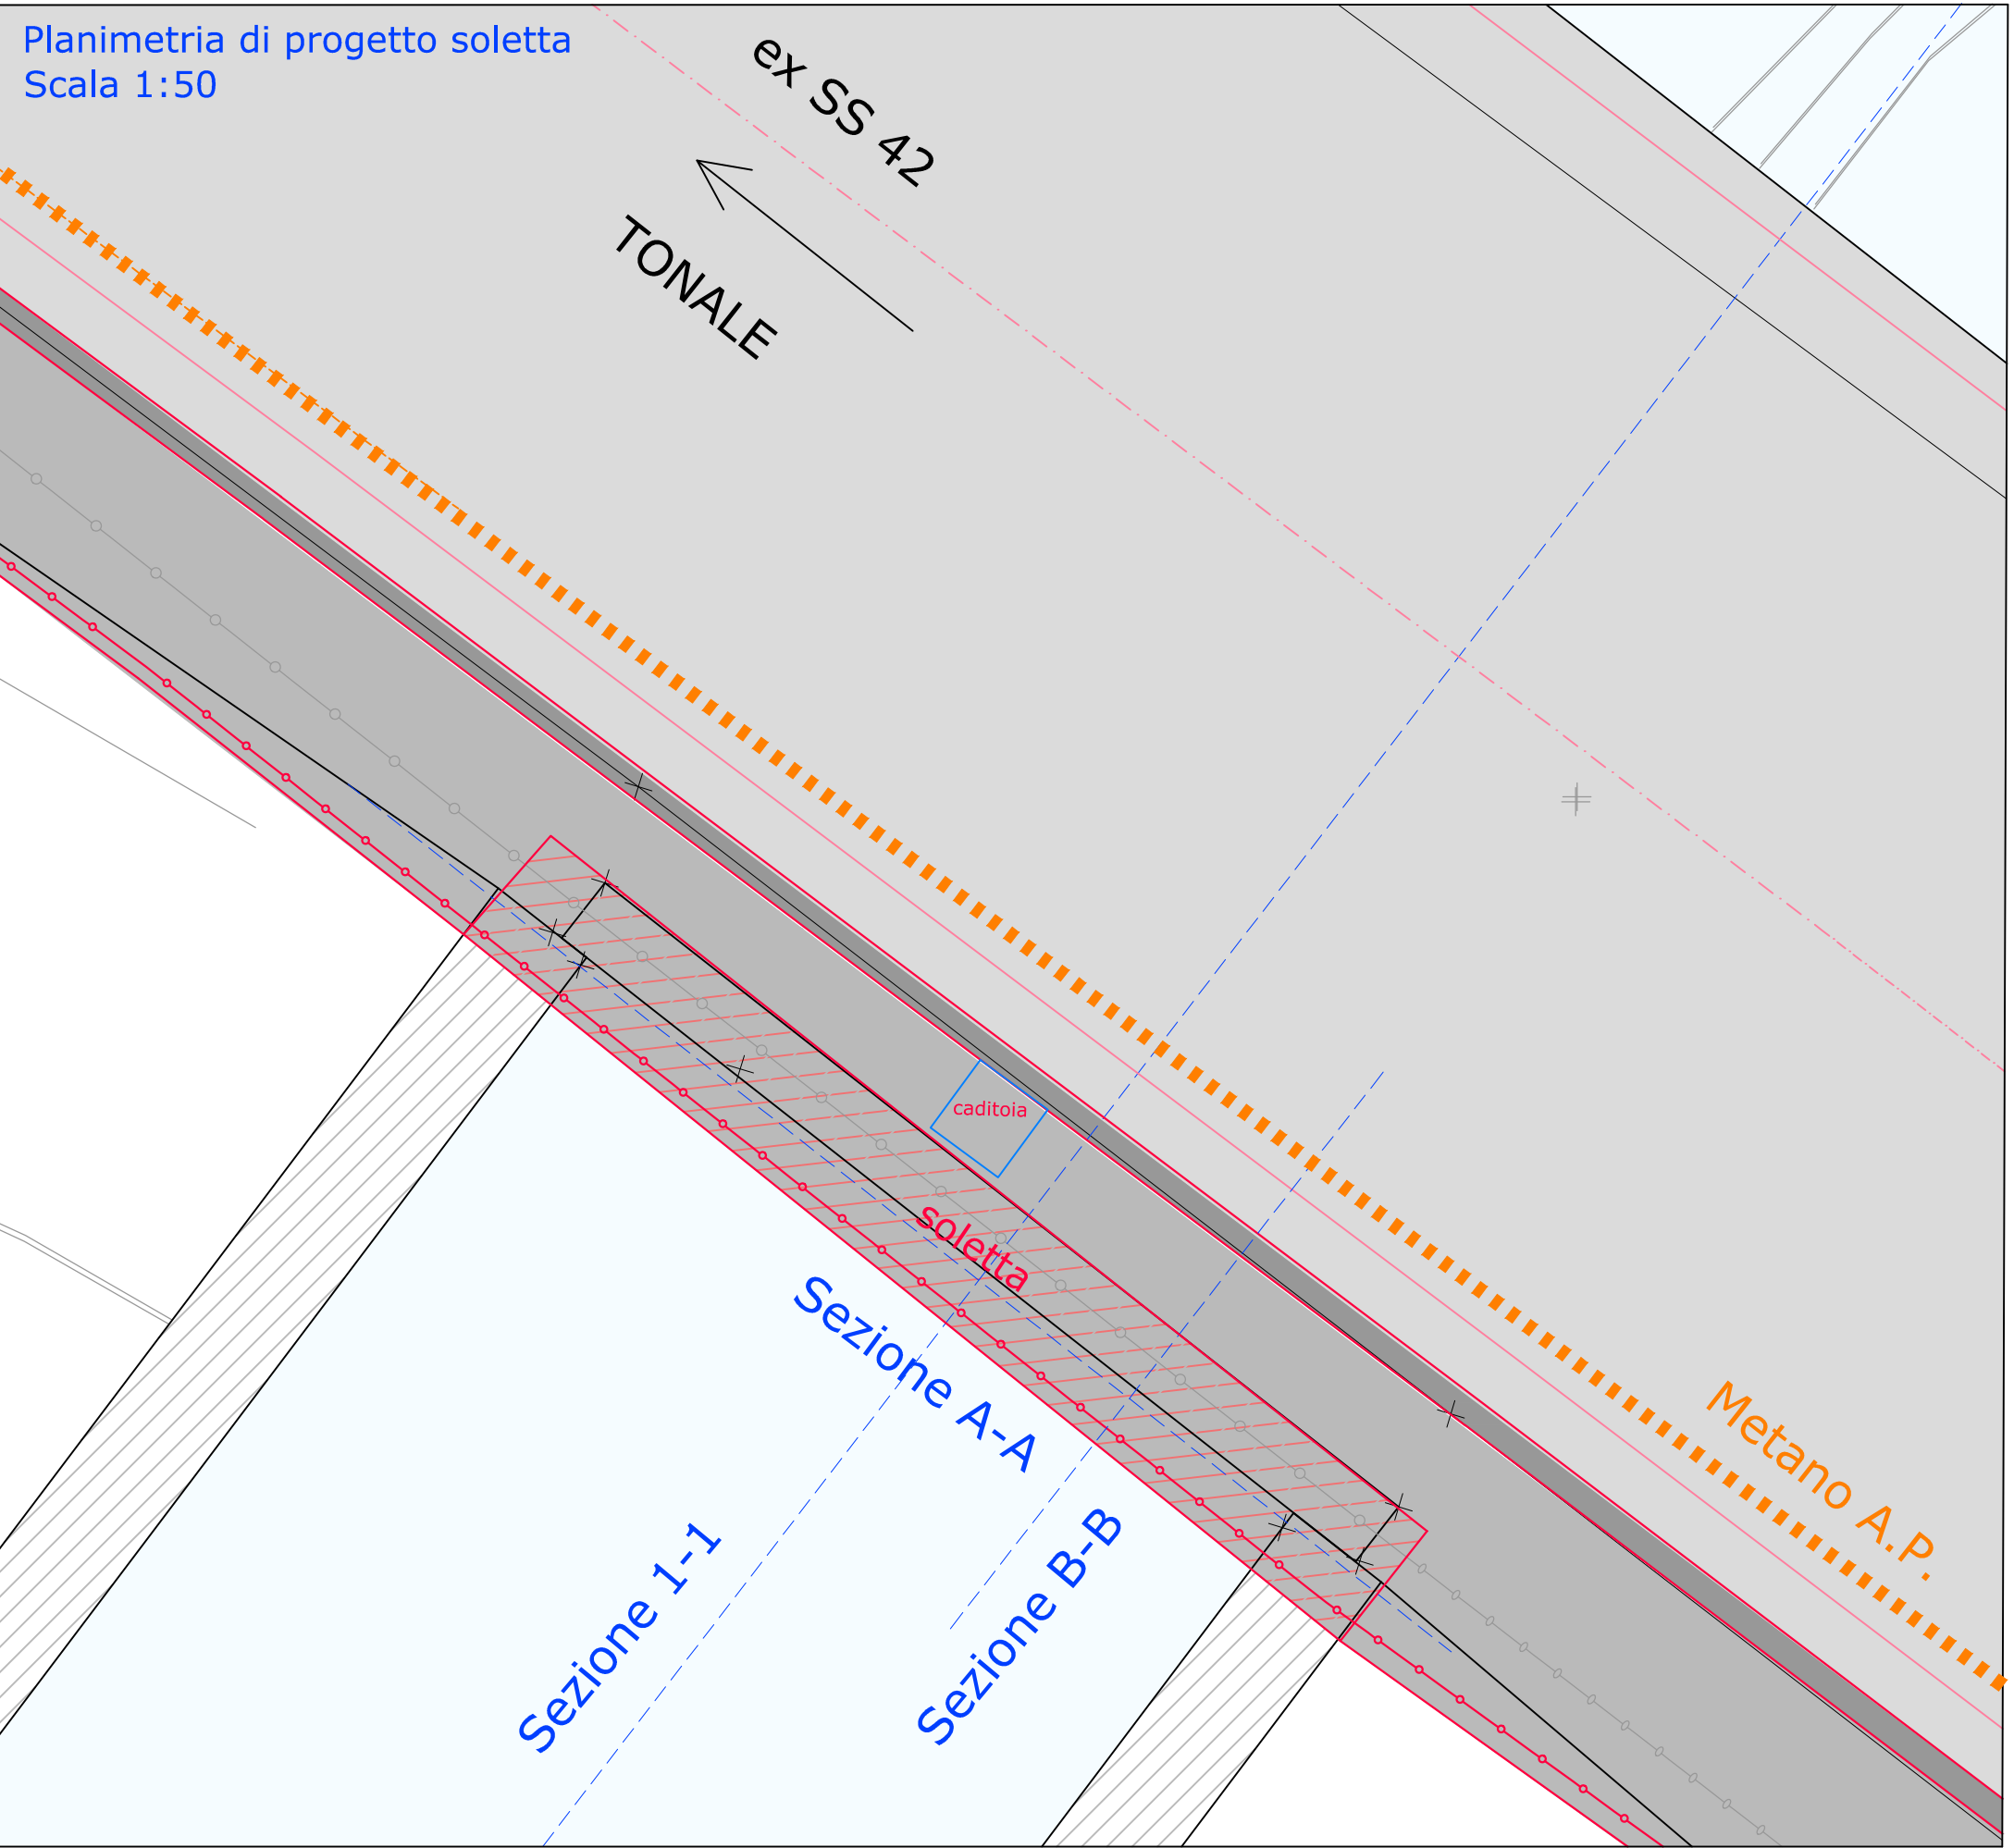 Planimetria di progetto soletta
Scala 1:50
ex SS 42
TONALE
caditoia
soletta
Sezione A-A
Sezione 1-1
Sezione B-B
Metano A.P.